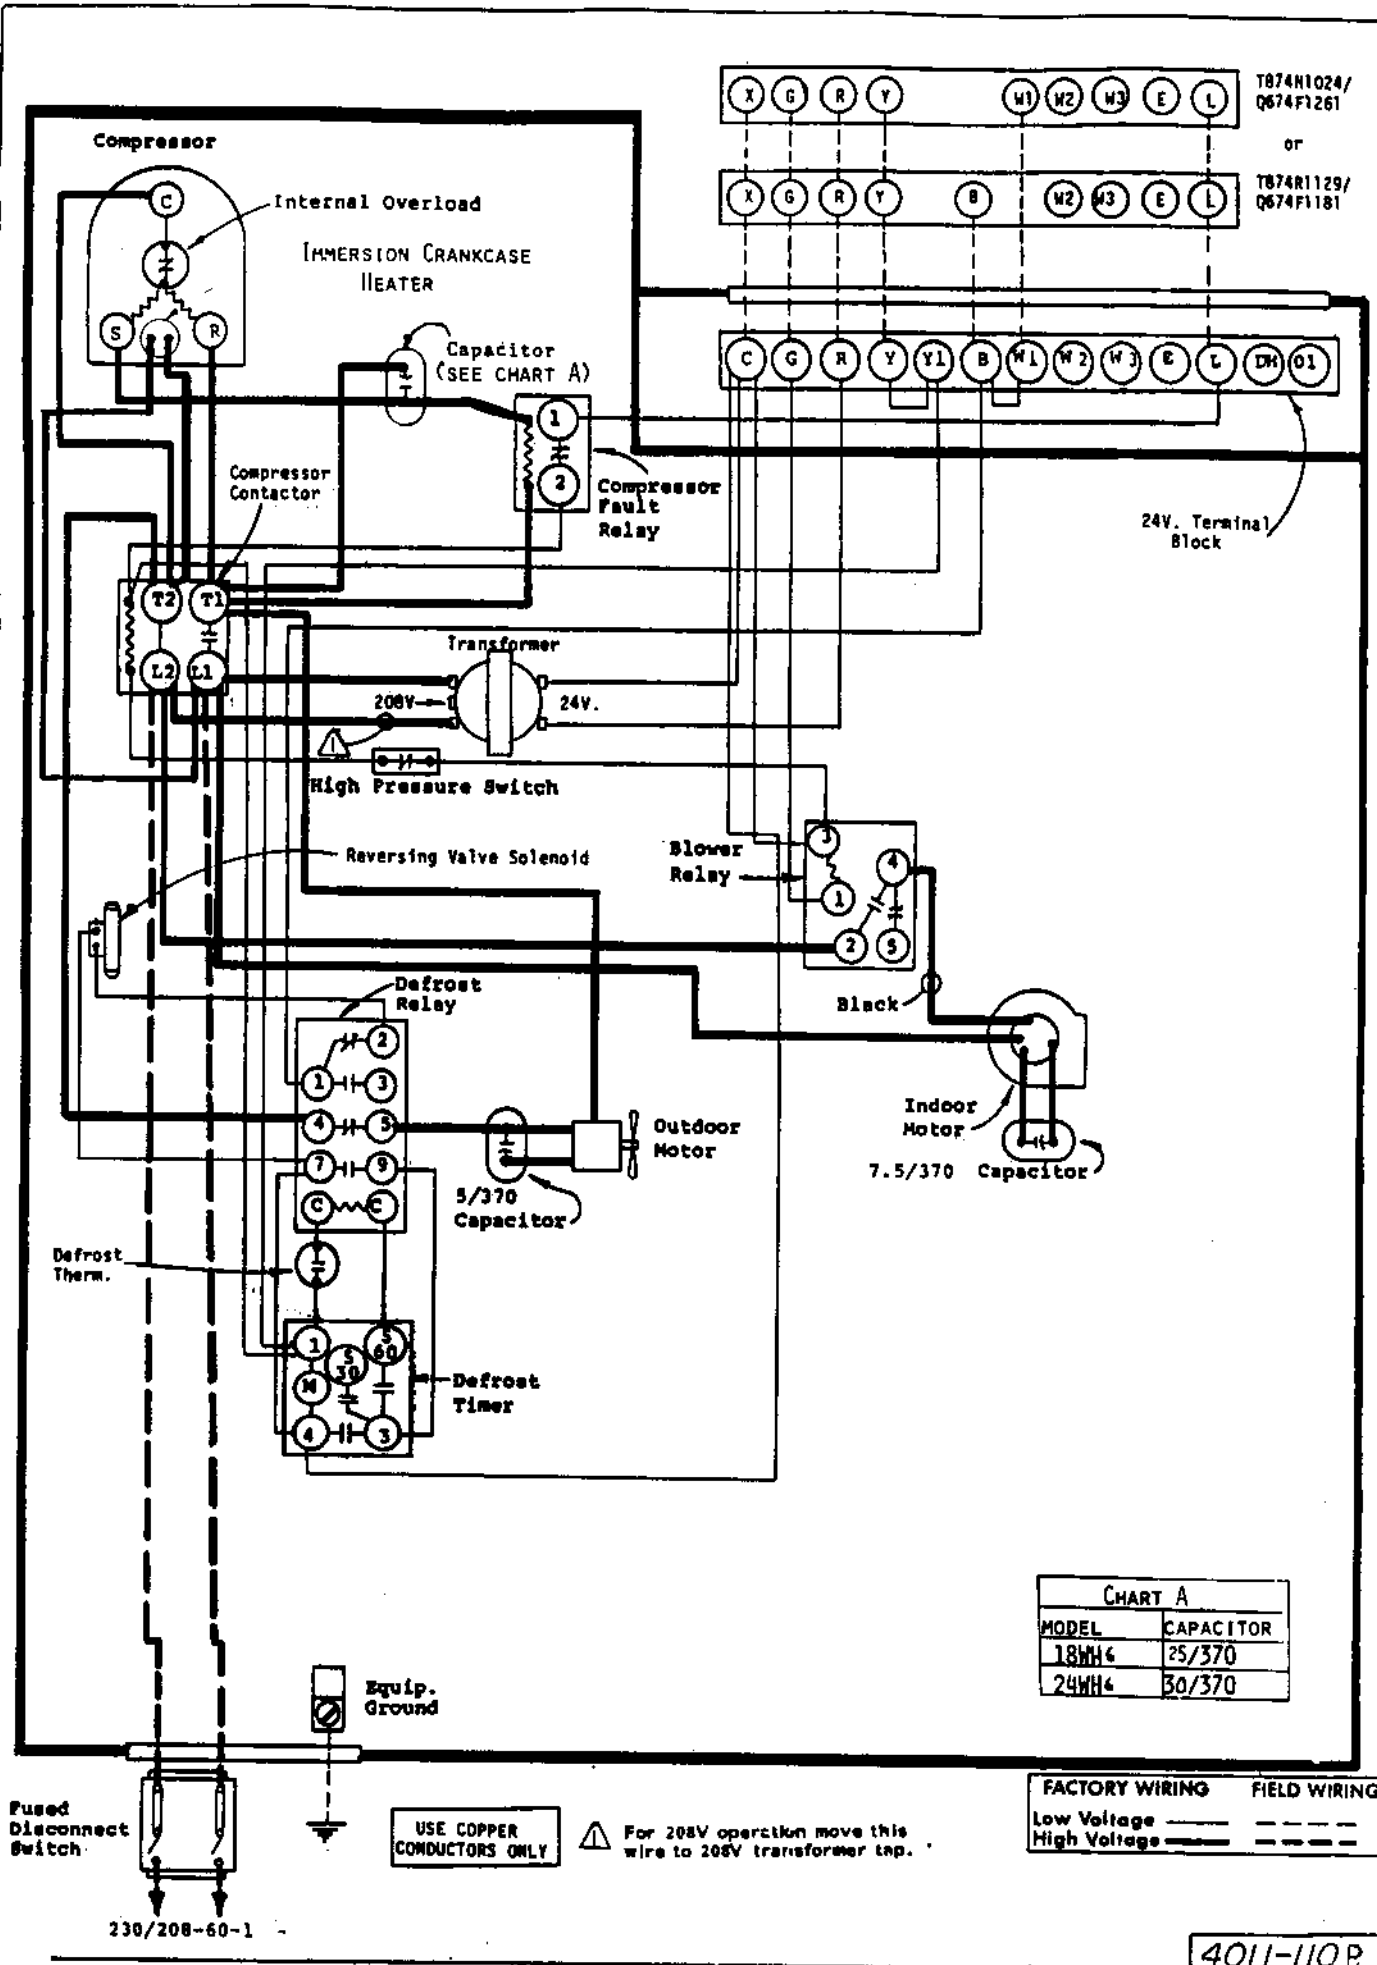 X G R Y W1 W2 W3 E L
T874N1024/
Q674F1261
or
X G R Y B W2 W3 E L
T874R1129/
Q674F1181
Compressor
C
Internal Overload
IMMERSION CRANKCASE
HEATER
S R
Capacitor
(SEE CHART A)
C G R Y Y1 B W1 W2 W3 E L DH O1
1
2
Compressor
Fault
Relay
Compressor
Contactor
24V. Terminal
Block
T2 T1
L2 L1
Transformer
208V
24V.
1
High Pressure Switch
Reversing Valve Solenoid
Blower
Relay
3
4
1
2 5
Black
Defrost
Relay
2
1 3
4 5
7 9
C C
Outdoor
Motor
5/370
Capacitor
Indoor
Motor
7.5/370 Capacitor
Defrost
Therm.
1
S
30
S
60
M
4 3
Defrost
Timer
CHART A
MODEL CAPACITOR
18WH4 25/370
24WH4 30/370
Equip.
Ground
Fused
Disconnect
Switch
USE COPPER
CONDUCTORS ONLY
1
For 208V operation move this
wire to 208V transformer tap.
FACTORY WIRING FIELD WIRING
Low Voltage
High Voltage
230/208-60-1
4011-110